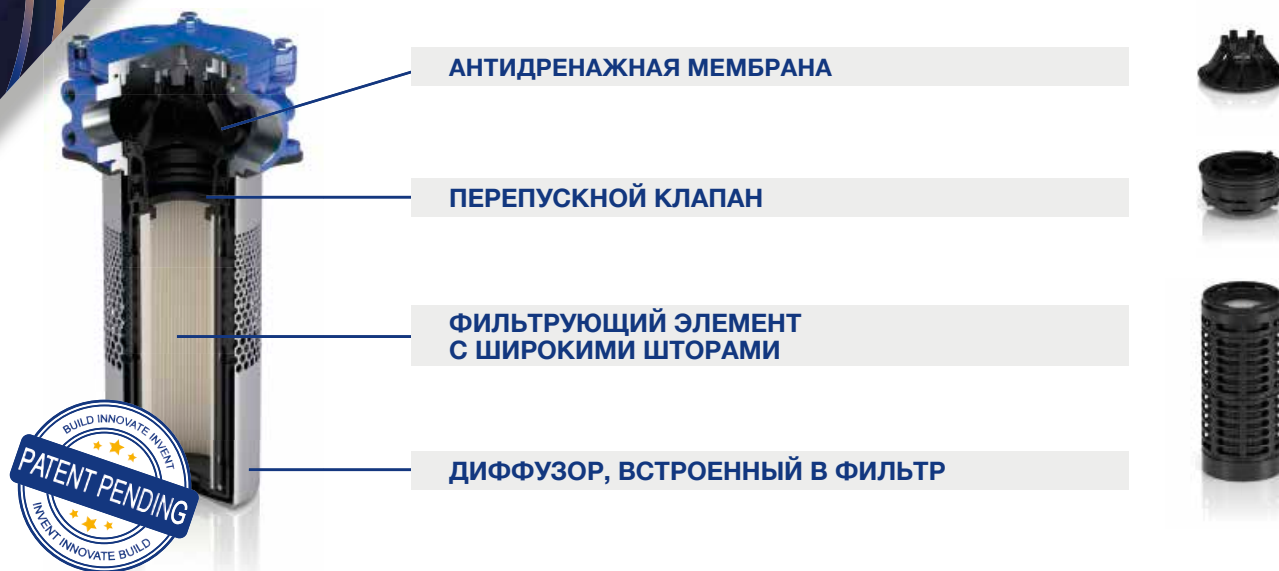 АНТИДРЕНАЖНАЯ МЕМБРАНА
ПЕРЕПУСКНОЙ КЛАПАН
ФИЛЬТРУЮЩИЙ ЭЛЕМЕНТ
С ШИРОКИМИ ШТОРАМИ
ДИФФУЗОР, ВСТРОЕННЫЙ В ФИЛЬТР
BUILD INNOVATE INVENT
PATENT PENDING
INVENT INNOVATE BUILD